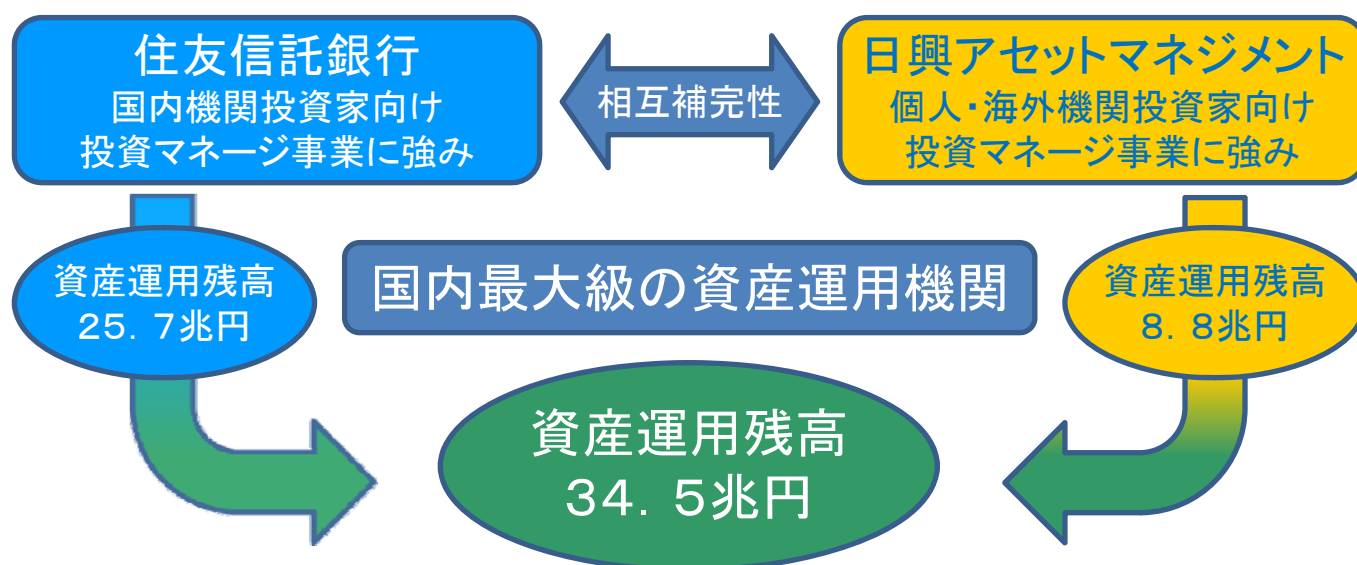 住友信託銀行
国内機関投資家向け
投資マネージ事業に強み
相互補完性
日興アセットマネジメント
個人・海外機関投資家向け
投資マネージ事業に強み
資産運用残高
25．7兆円
国内最大級の資産運用機関
資産運用残高
8．8兆円
資産運用残高
34．5兆円